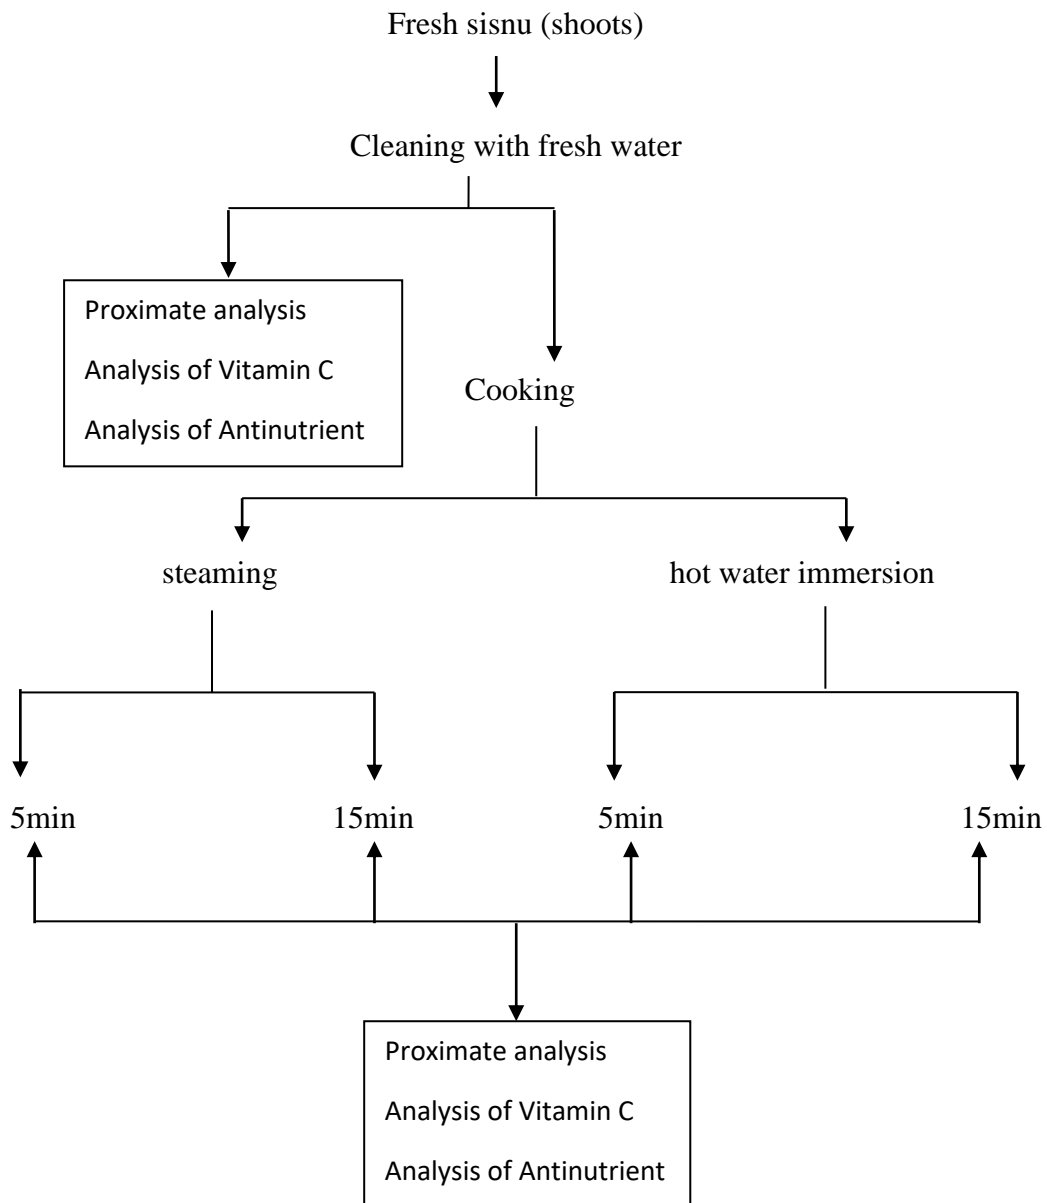 Fresh sisnu (shoots)
Cleaning with fresh water
Proximate analysis
Analysis of Vitamin C
Analysis of Antinutrient
Cooking
steaming
hot water immersion
5min
15min
5min
15min
Proximate analysis
Analysis of Vitamin C
Analysis of Antinutrient